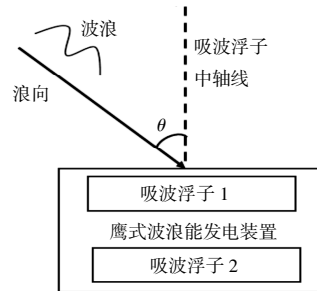 波浪
吸波浮子
中轴线
浪向
θ
吸波浮子 1
鹰式波浪能发电装置
吸波浮子 2